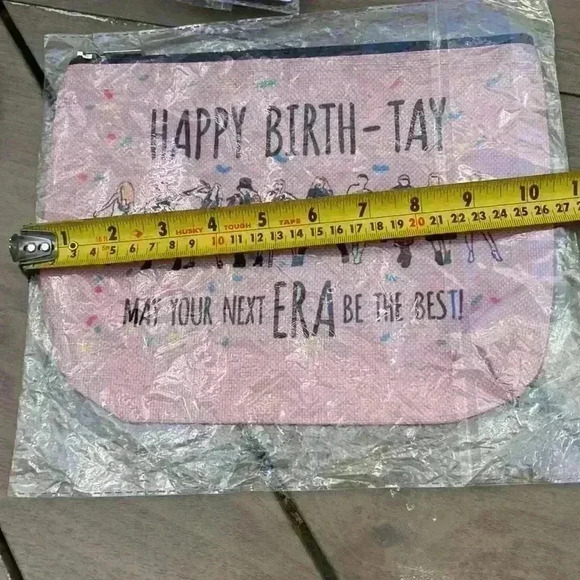 HAPPY BIRTH-TAY
1 2 3 4 5 6 7 8 9 10 11
HUSKY TOUGH TAPE
3 4 5 6 7 8 9 10 11 12 13 14 15 16 17 18 19 20 21 22 23 24 25 26 27
MAY YOUR NEXT ERA BE THE BEST!